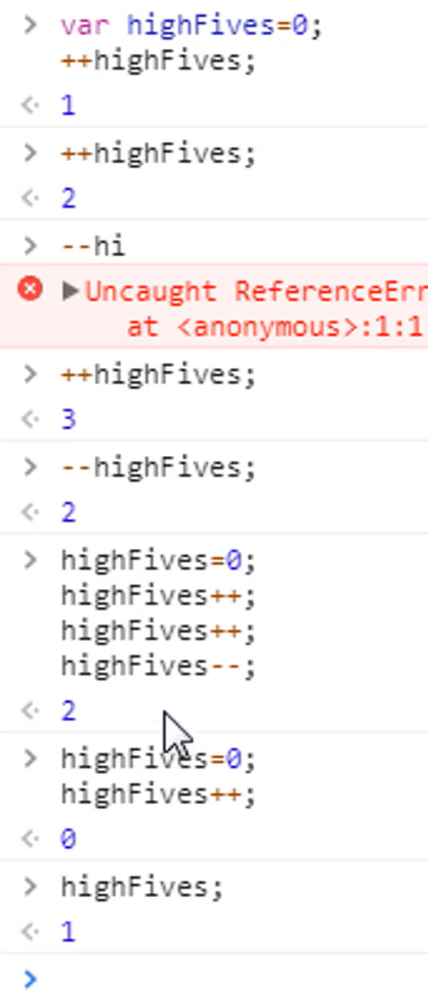 > var highFives=0;
++highFives;
<· 1
> ++highFives;
<· 2
> --hi
▶Uncaught ReferenceErr
at <anonymous>:1:1
> ++highFives;
<· 3
> --highFives;
<· 2
> highFives=0;
highFives++;
highFives++;
highFives--;
<· 2
> highFives=0;
highFives++;
<· 0
> highFives;
<· 1
>